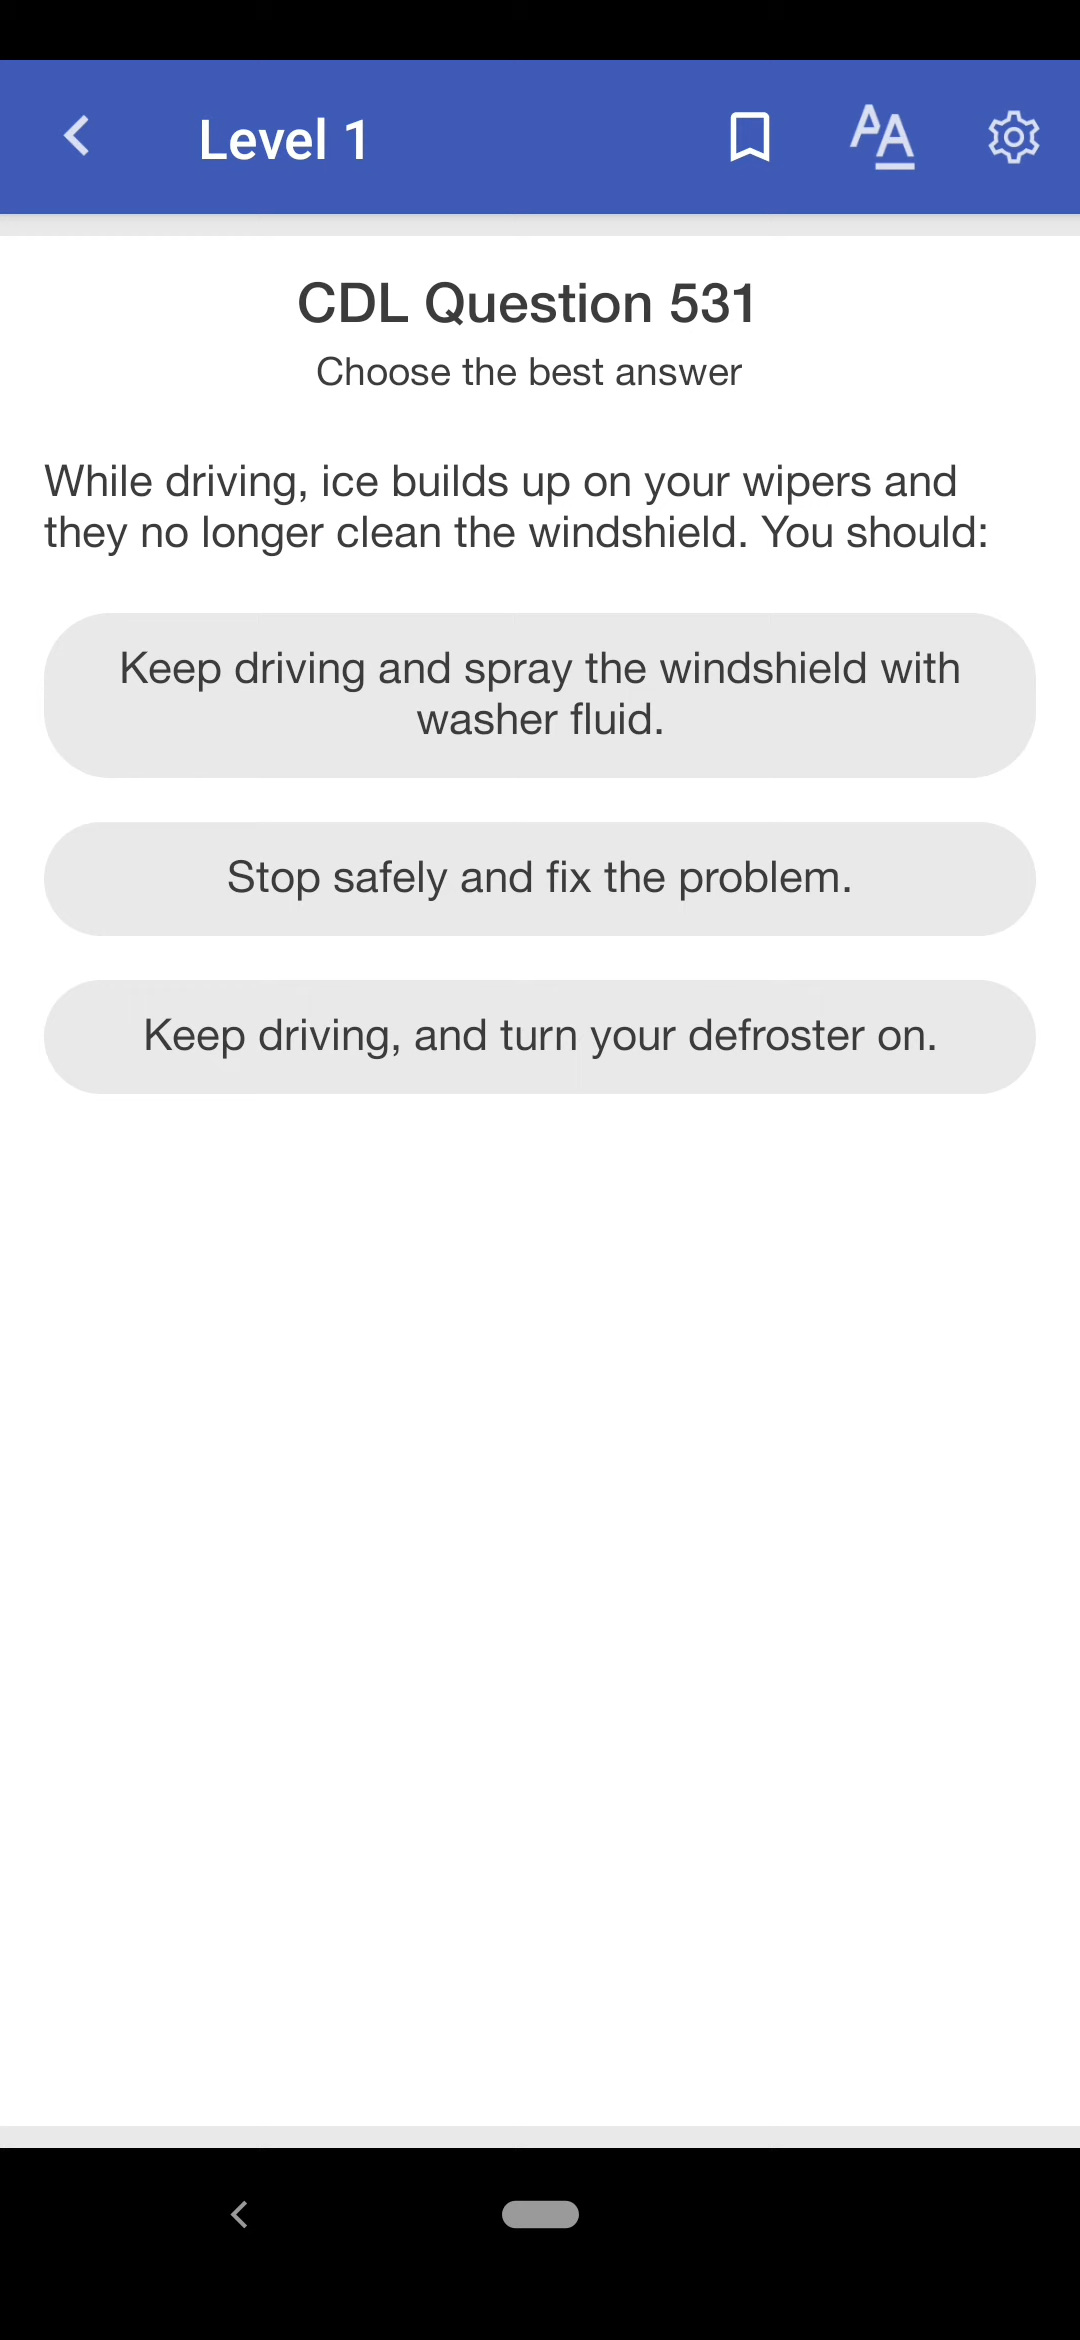 Level 1
AA
CDL Question 531
Choose the best answer
While driving, ice builds up on your wipers and
they no longer clean the windshield. You should:
Keep driving and spray the windshield with
washer fluid.
Stop safely and fix the problem.
Keep driving, and turn your defroster on.